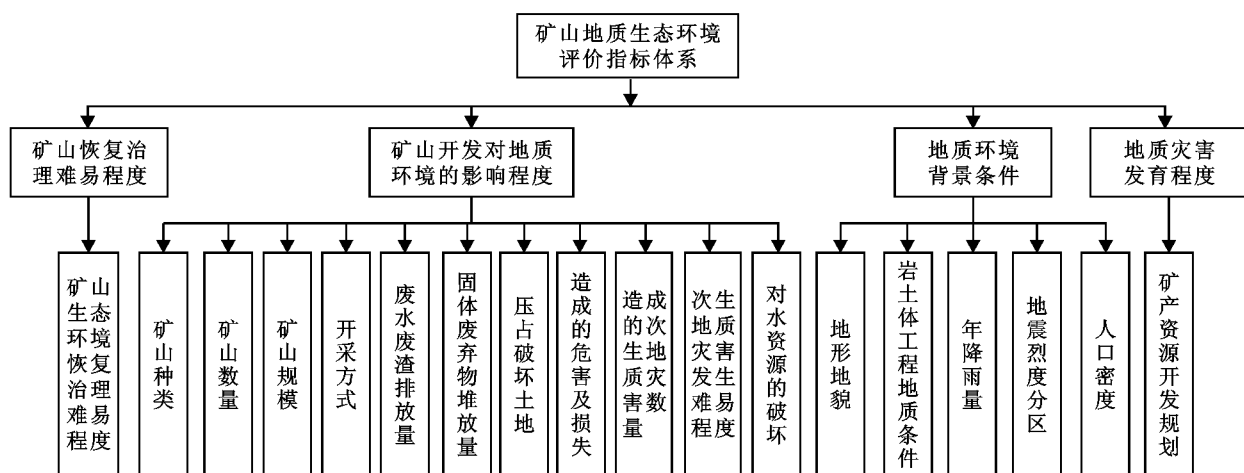 矿山地质生态环境
评价指标体系
矿山恢复治
理难易程度
矿山开发对地质
环境的影响程度
地质环境
背景条件
地质灾害
发育程度
矿山
生态
环境
恢复
治理
难易
程度
矿山种类
矿山数量
矿山规模
开采方式
废水废渣排放量
固体废弃物堆放量
压占破坏土地
造成的危害及损失
造成
的次
生地
质灾
害数
量
次生
地质
灾害
发生
难易
程度
对水资源的破坏
地形地貌
岩土体工程地质条件
年降雨量
地震烈度分区
人口密度
矿产资源开发规划